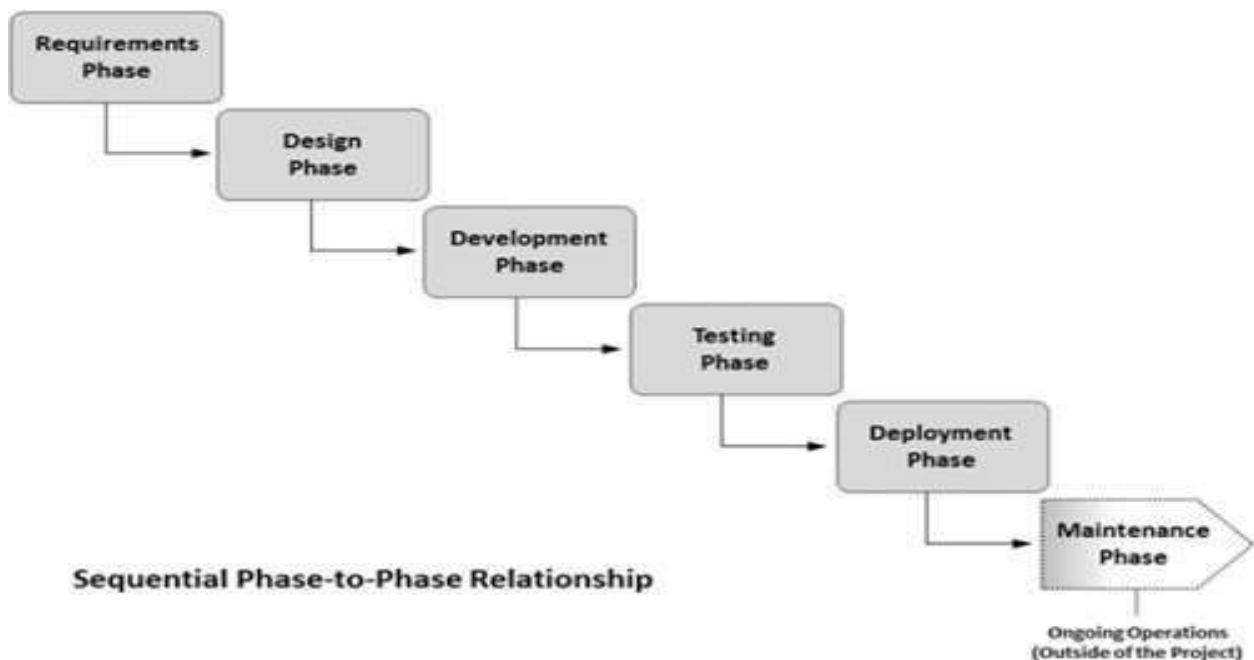 Requirements
Phase
Design
Phase
Development
Phase
Testing
Phase
Deployment
Phase
Maintenance
Phase
Sequential Phase-to-Phase Relationship
Ongoing Operations
(Outside of the Project)